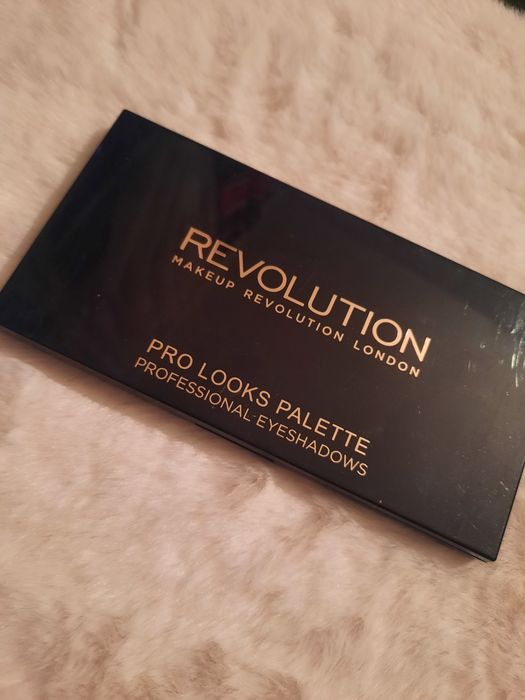 REVOLUTION
MAKEUP REVOLUTION LONDON
PRO LOOKS PALETTE
PROFESSIONAL EYESHADOWS